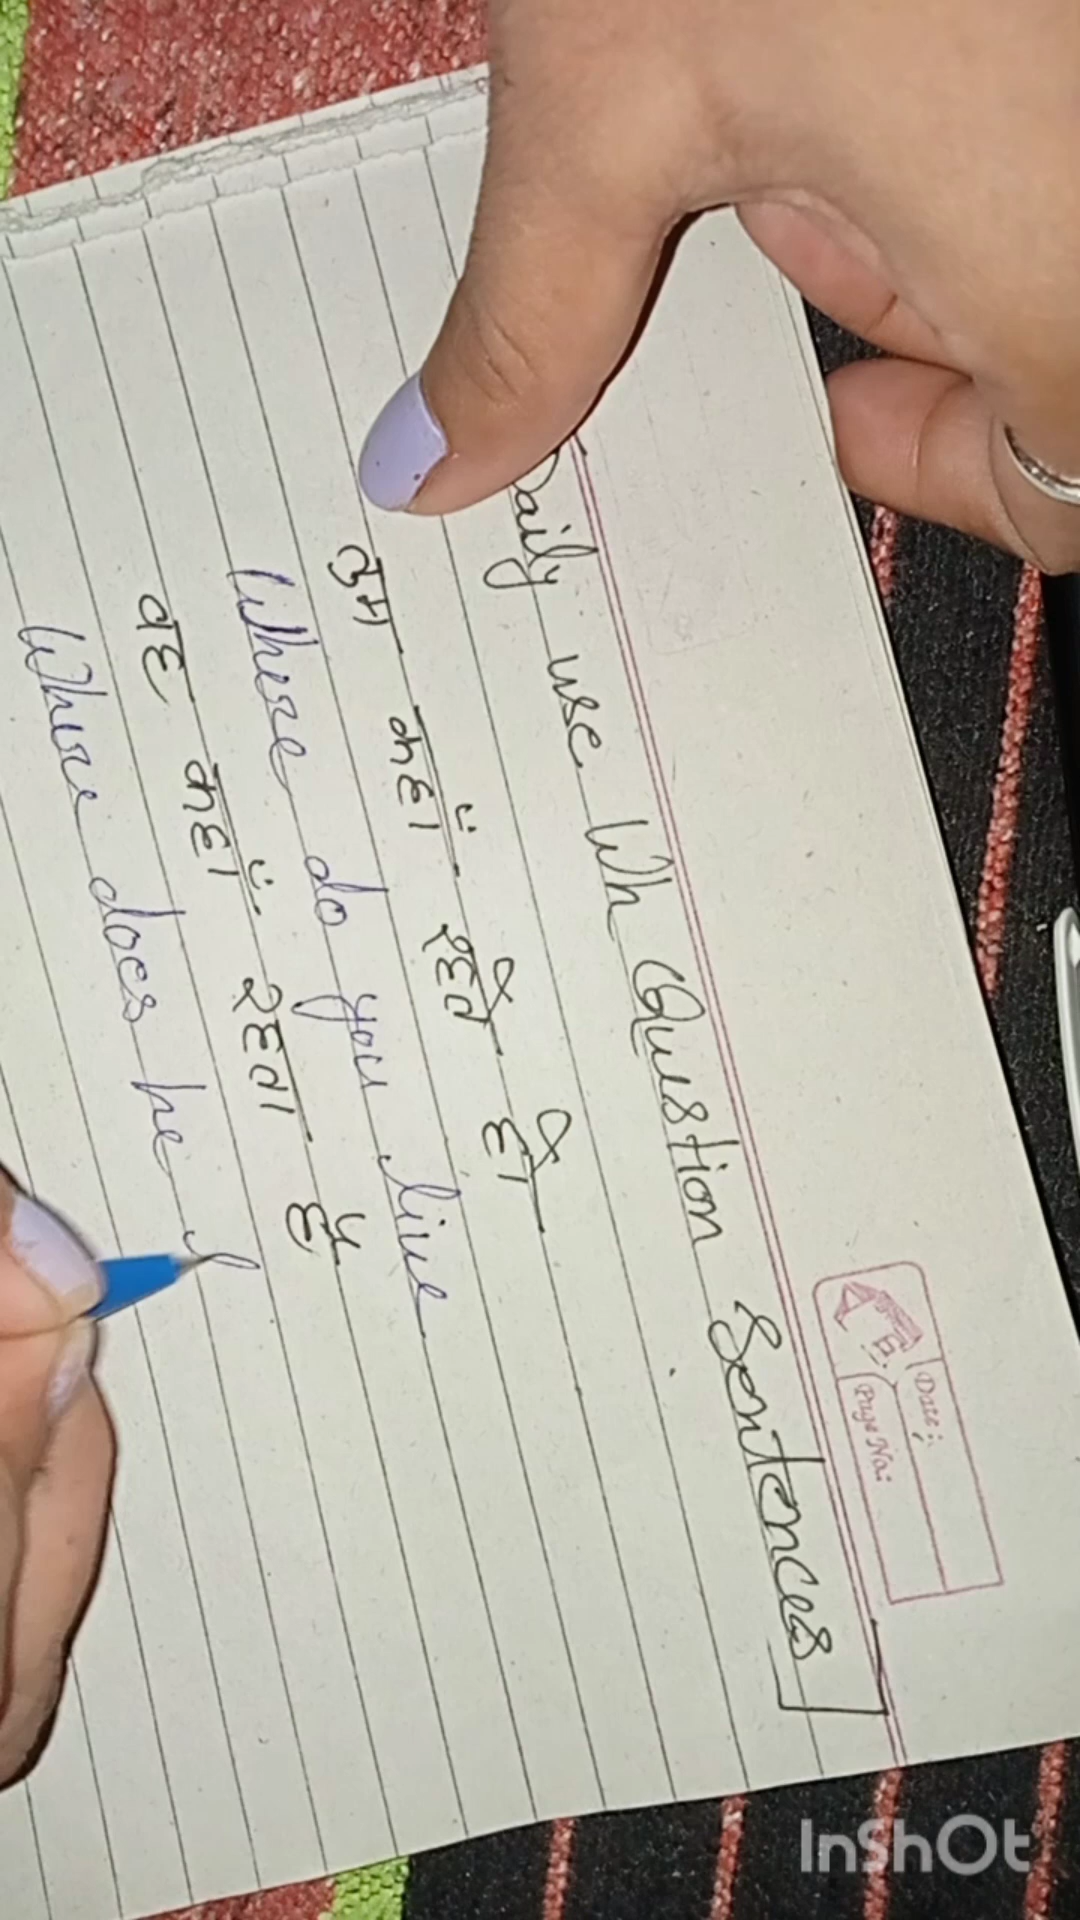 Date:
Page No:
Daily use Wh Question Sentences
तुम कहाँ रहते हो
Where do you live
वह कहाँ रहता है
Where does he
InShOt